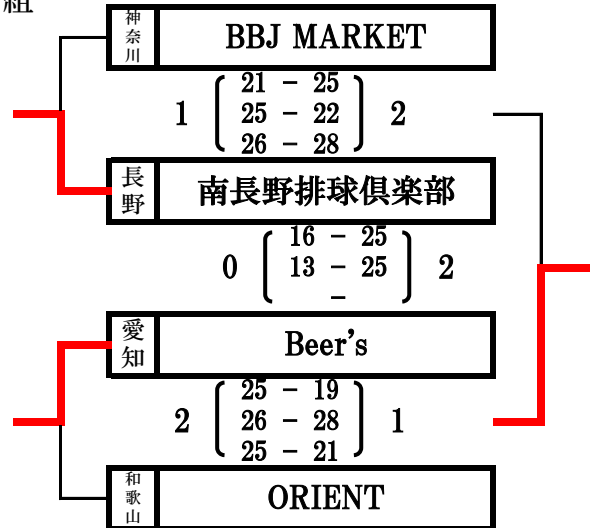 組
神奈川 BBJ MARKET
21 - 25
1 25 - 22 2
26 - 28
長野 南長野排球倶楽部
16 - 25
0 13 - 25 2
-
愛知 Beer's
25 - 19
2 26 - 28 1
25 - 21
和歌山 ORIENT